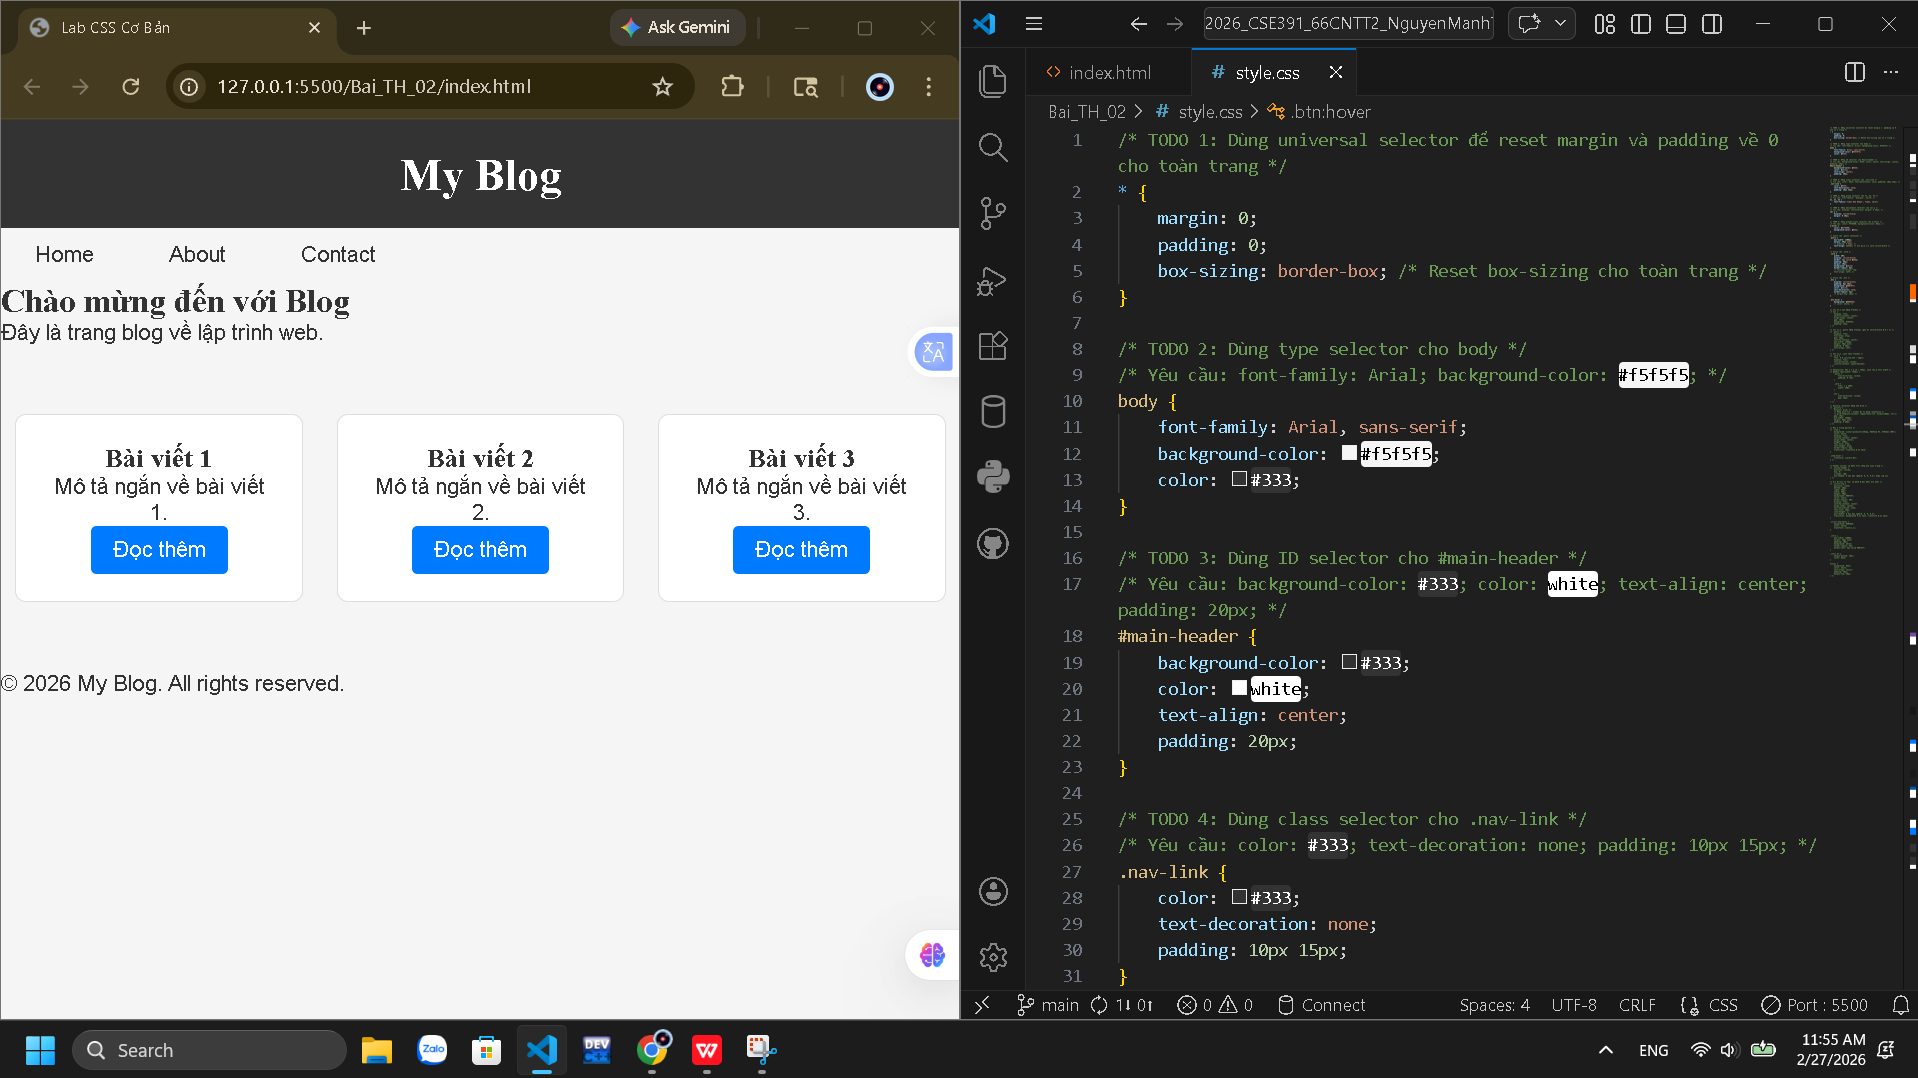 Lab CSS Cơ Bản
Ask Gemini
127.0.0.1:5500/Bai_TH_02/index.html
My Blog
Home About Contact
Chào mừng đến với Blog
Đây là trang blog về lập trình web.
Bài viết 1
Mô tả ngắn về bài viết
1.
Đọc thêm
Bài viết 2
Mô tả ngắn về bài viết
2.
Đọc thêm
Bài viết 3
Mô tả ngắn về bài viết
3.
Đọc thêm
© 2026 My Blog. All rights reserved.
2026_CSE391_66CNTT2_NguyenManh
index.html
# style.css
Bai_TH_02 > # style.css > .btn:hover
1 /* TODO 1: Dùng universal selector để reset margin và padding về 0
cho toàn trang */
2 * {
3 margin: 0;
4 padding: 0;
5 box-sizing: border-box; /* Reset box-sizing cho toàn trang */
6 }
7
8 /* TODO 2: Dùng type selector cho body */
9 /* Yêu cầu: font-family: Arial; background-color: #f5f5f5; */
10 body {
11 font-family: Arial, sans-serif;
12 background-color: #f5f5f5;
13 color: #333;
14 }
15
16 /* TODO 3: Dùng ID selector cho #main-header */
17 /* Yêu cầu: background-color: #333; color: white; text-align: center;
padding: 20px; */
18 #main-header {
19 background-color: #333;
20 color: white;
21 text-align: center;
22 padding: 20px;
23 }
24
25 /* TODO 4: Dùng class selector cho .nav-link */
26 /* Yêu cầu: color: #333; text-decoration: none; padding: 10px 15px; */
27 .nav-link {
28 color: #333;
29 text-decoration: none;
30 padding: 10px 15px;
31 }
main 1↓ 0↑ 0 0 Connect Spaces: 4 UTF-8 CRLF {} CSS Port : 5500
Search
Zalo
DEV
ENG
11:55 AM
2/27/2026